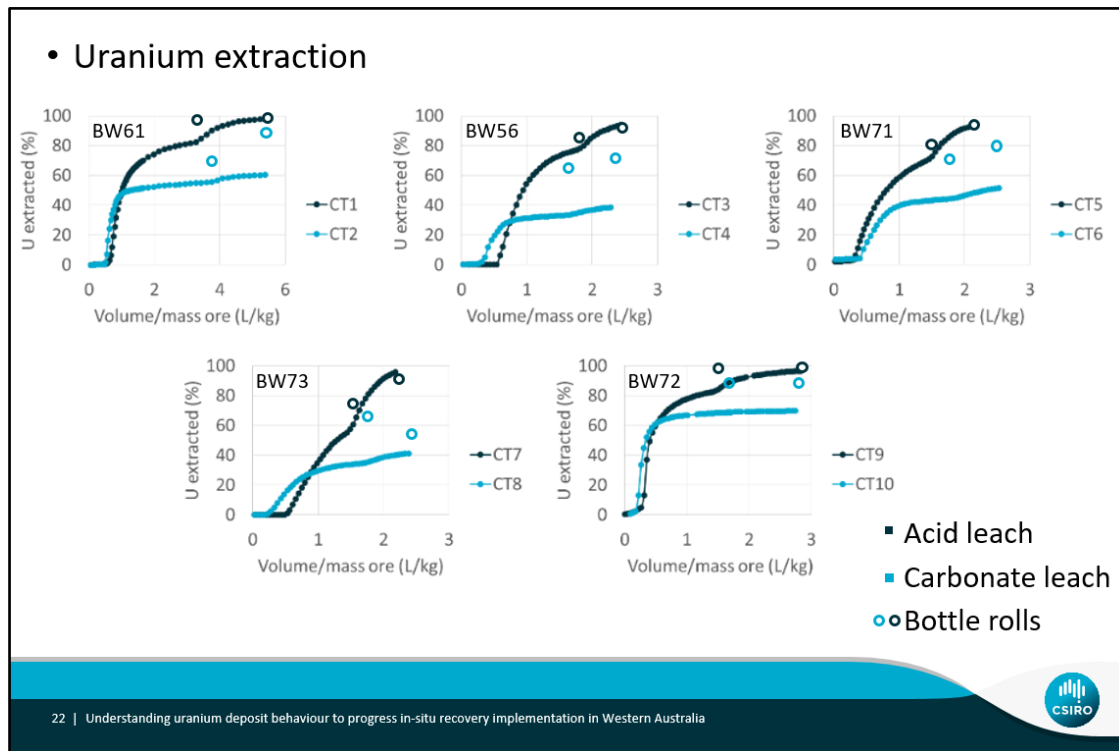 • Uranium extraction
U extracted (%)
100
80
60
40
20
0
BW61
CT1
CT2
0 2 4 6
Volume/mass ore (L/kg)
U extracted (%)
100
80
60
40
20
0
BW56
CT3
CT4
0 1 2 3
Volume/mass ore (L/kg)
U extracted (%)
100
80
60
40
20
0
BW71
CT5
CT6
0 1 2 3
Volume/mass ore (L/kg)
U extracted (%)
100
80
60
40
20
0
BW73
CT7
CT8
0 1 2 3
Volume/mass ore (L/kg)
U extracted (%)
100
80
60
40
20
0
BW72
CT9
CT10
0 1 2 3
Volume/mass ore (L/kg)
Acid leach
Carbonate leach
Bottle rolls
22 | Understanding uranium deposit behaviour to progress in-situ recovery implementation in Western Australia
CSIRO